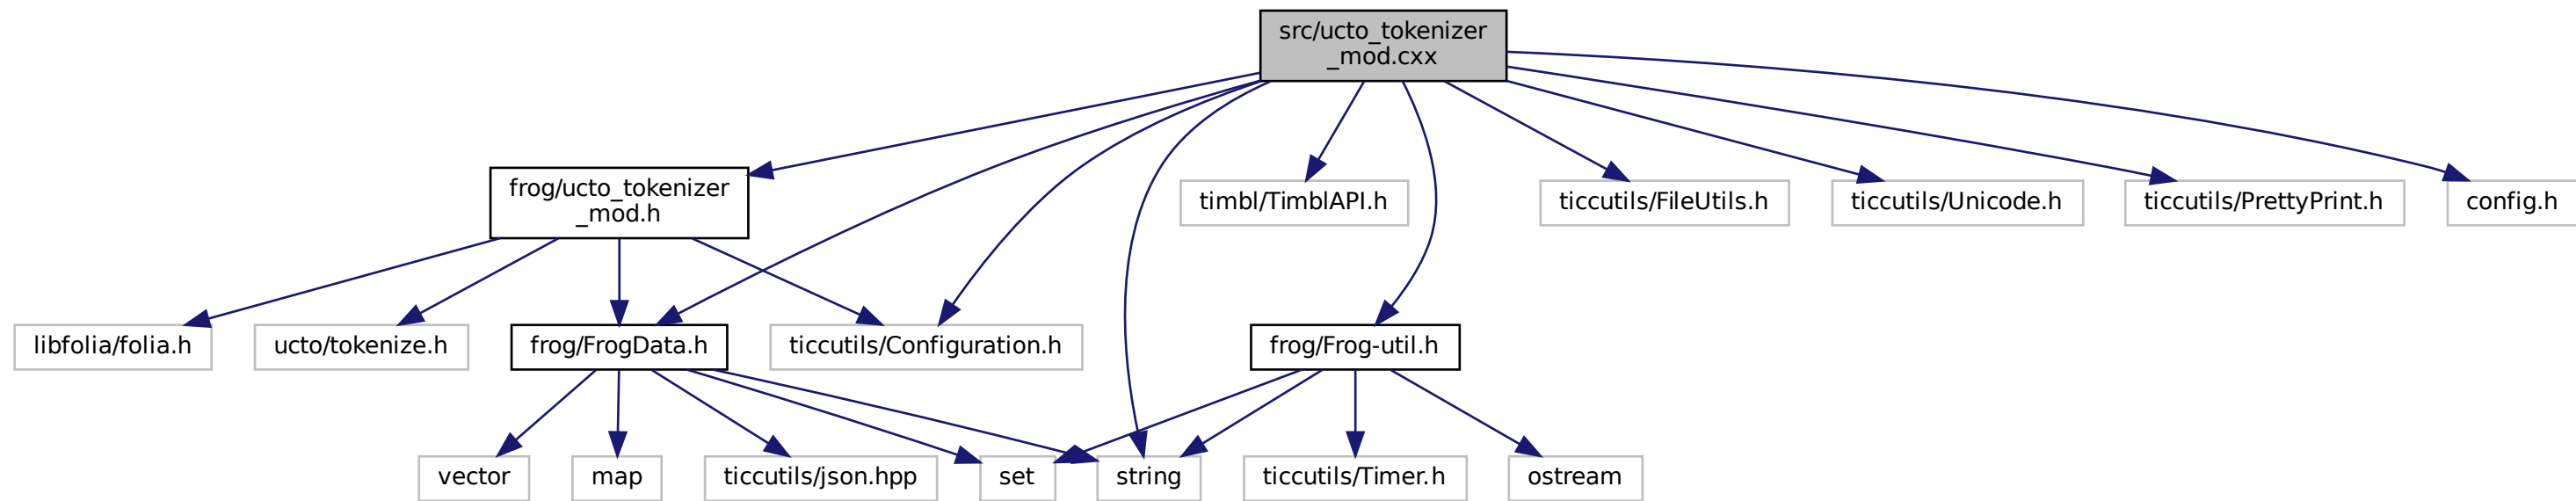 src/ucto_tokenizer
_mod.cxx
frog/ucto_tokenizer
_mod.h
timbl/TimblAPI.h
ticcutils/FileUtils.h
ticcutils/Unicode.h
ticcutils/PrettyPrint.h
config.h
libfolia/folia.h
ucto/tokenize.h
frog/FrogData.h
ticcutils/Configuration.h
frog/Frog-util.h
vector
map
ticcutils/json.hpp
set
string
ticcutils/Timer.h
ostream